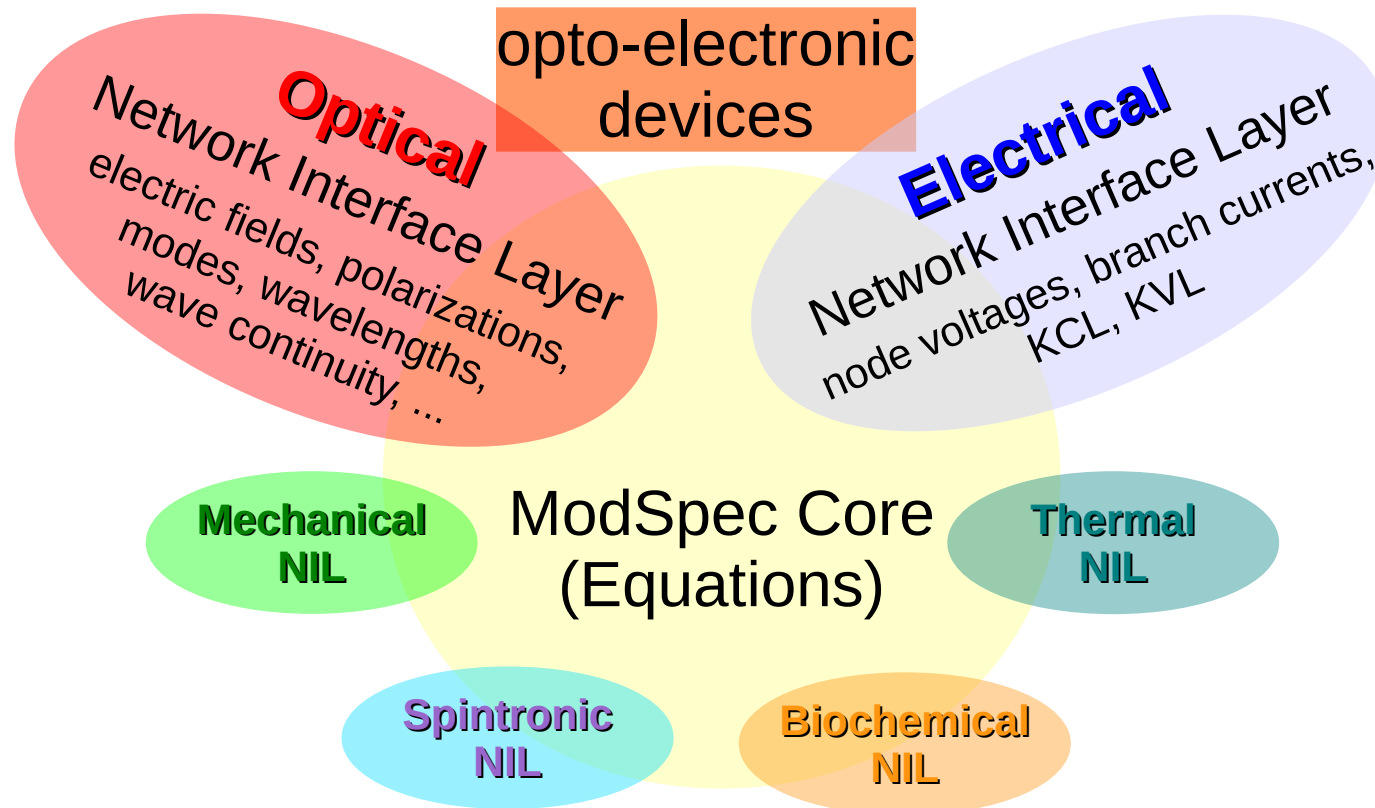 opto-electronic
devices
Optical
Network Interface Layer
electric fields, polarizations,
modes, wavelengths,
wave continuity, ...
Electrical
Network Interface Layer
node voltages, branch currents,
KCL, KVL
ModSpec Core
(Equations)
Mechanical
NIL
Thermal
NIL
Spintronic
NIL
Biochemical
NIL